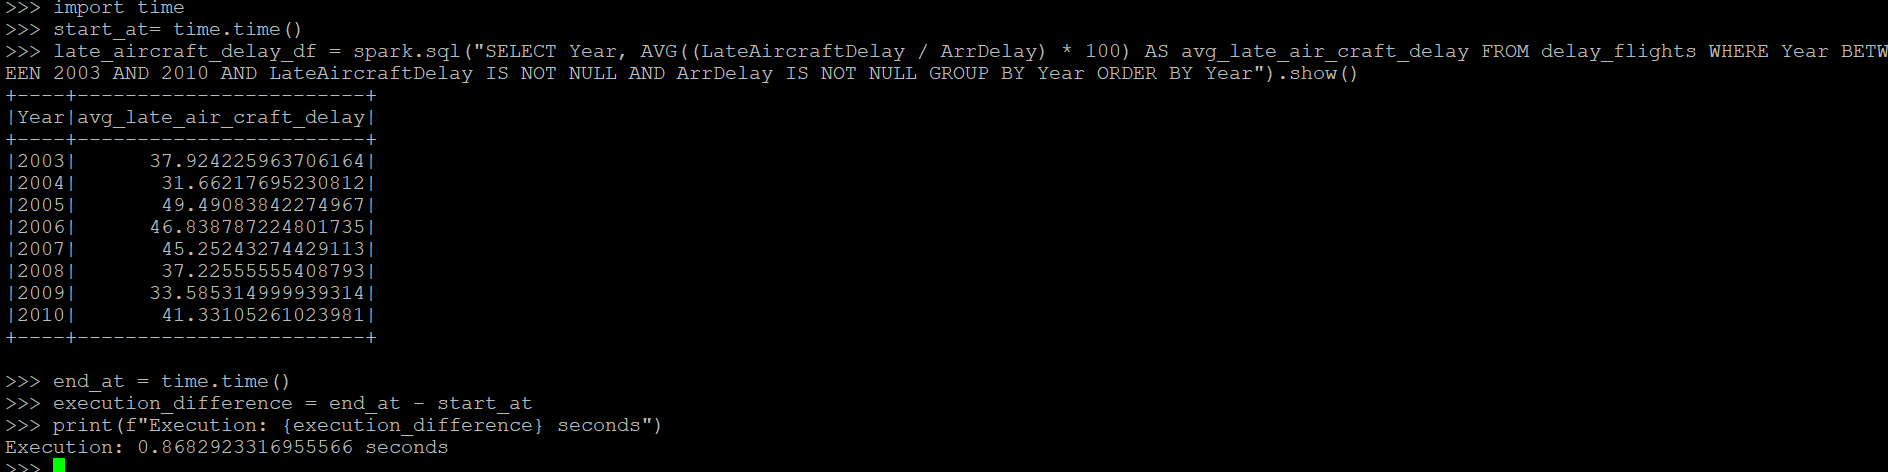 >>> import time
>>> start_at= time.time()
>>> late_aircraft_delay_df = spark.sql("SELECT Year, AVG((LateAircraftDelay / ArrDelay) * 100) AS avg_late_air_craft_delay FROM delay_flights WHERE Year BETW
EEN 2003 AND 2010 AND LateAircraftDelay IS NOT NULL AND ArrDelay IS NOT NULL GROUP BY Year ORDER BY Year").show()
+----+------------------------+
|Year|avg_late_air_craft_delay|
+----+------------------------+
|2003|      37.924225963706164|
|2004|       31.66217695230812|
|2005|       49.49083842274967|
|2006|      46.838787224801735|
|2007|       45.25243274429113|
|2008|       37.22555555408793|
|2009|      33.585314999939314|
|2010|       41.33105261023981|
+----+------------------------+
>>> end_at = time.time()
>>> execution_difference = end_at - start_at
>>> print(f"Execution: {execution_difference} seconds")
Execution: 0.8682923316955566 seconds
>>>